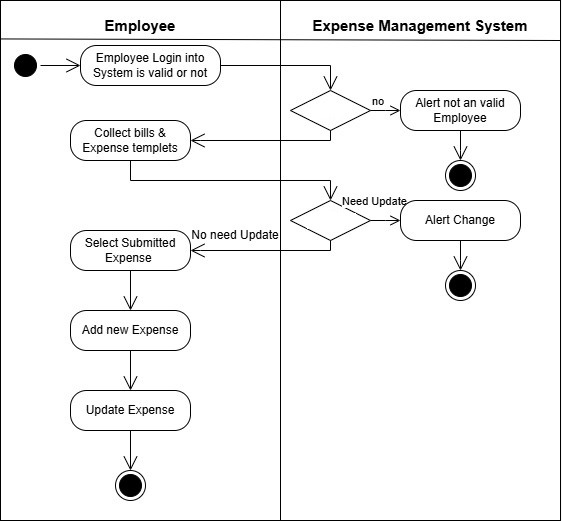 Employee
Expense Management System
Employee Login into
System is valid or not
no
Alert not an valid
Employee
Collect bills &
Expense templets
Need Update
Alert Change
No need Update
Select Submitted
Expense
Add new Expense
Update Expense